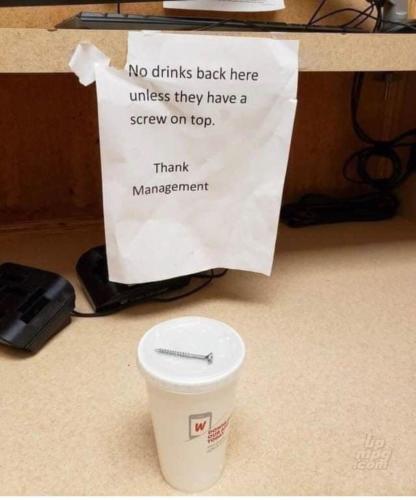 No drinks back here
unless they have a
screw on top.
Thank
Management
W